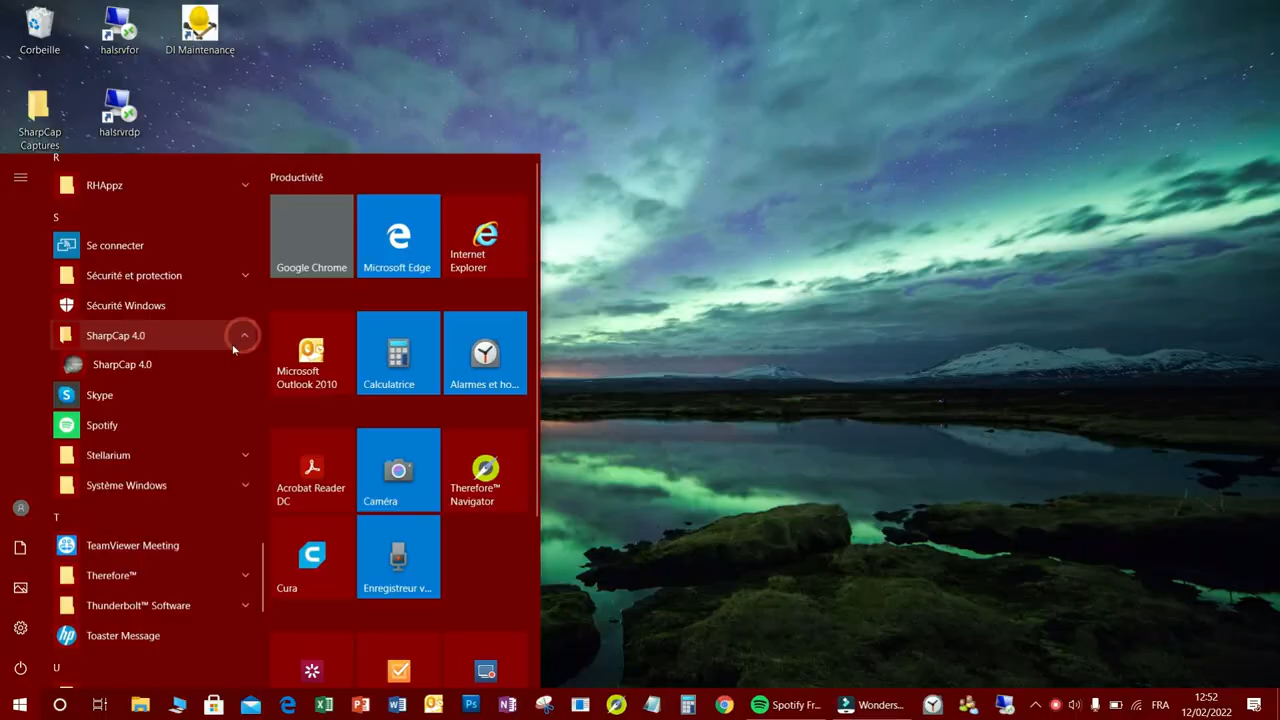 Corbeille
halsrvfor
DI Maintenance
SharpCap
Captures
halsrvrdp
R
RHAppz
S
Se connecter
Sécurité et protection
Sécurité Windows
SharpCap 4.0
SharpCap 4.0
Skype
Spotify
Stellarium
Système Windows
T
TeamViewer Meeting
Therefore™
Thunderbolt™ Software
Toaster Message
U
Productivité
Google Chrome
Microsoft Edge
Internet
Explorer
Microsoft
Outlook 2010
Calculatrice
Alarmes et ho...
Acrobat Reader
DC
Caméra
Therefore™
Navigator
Cura
Enregistreur v...
Spotify Fr...
Wonders...
FRA
12:52
12/02/2022